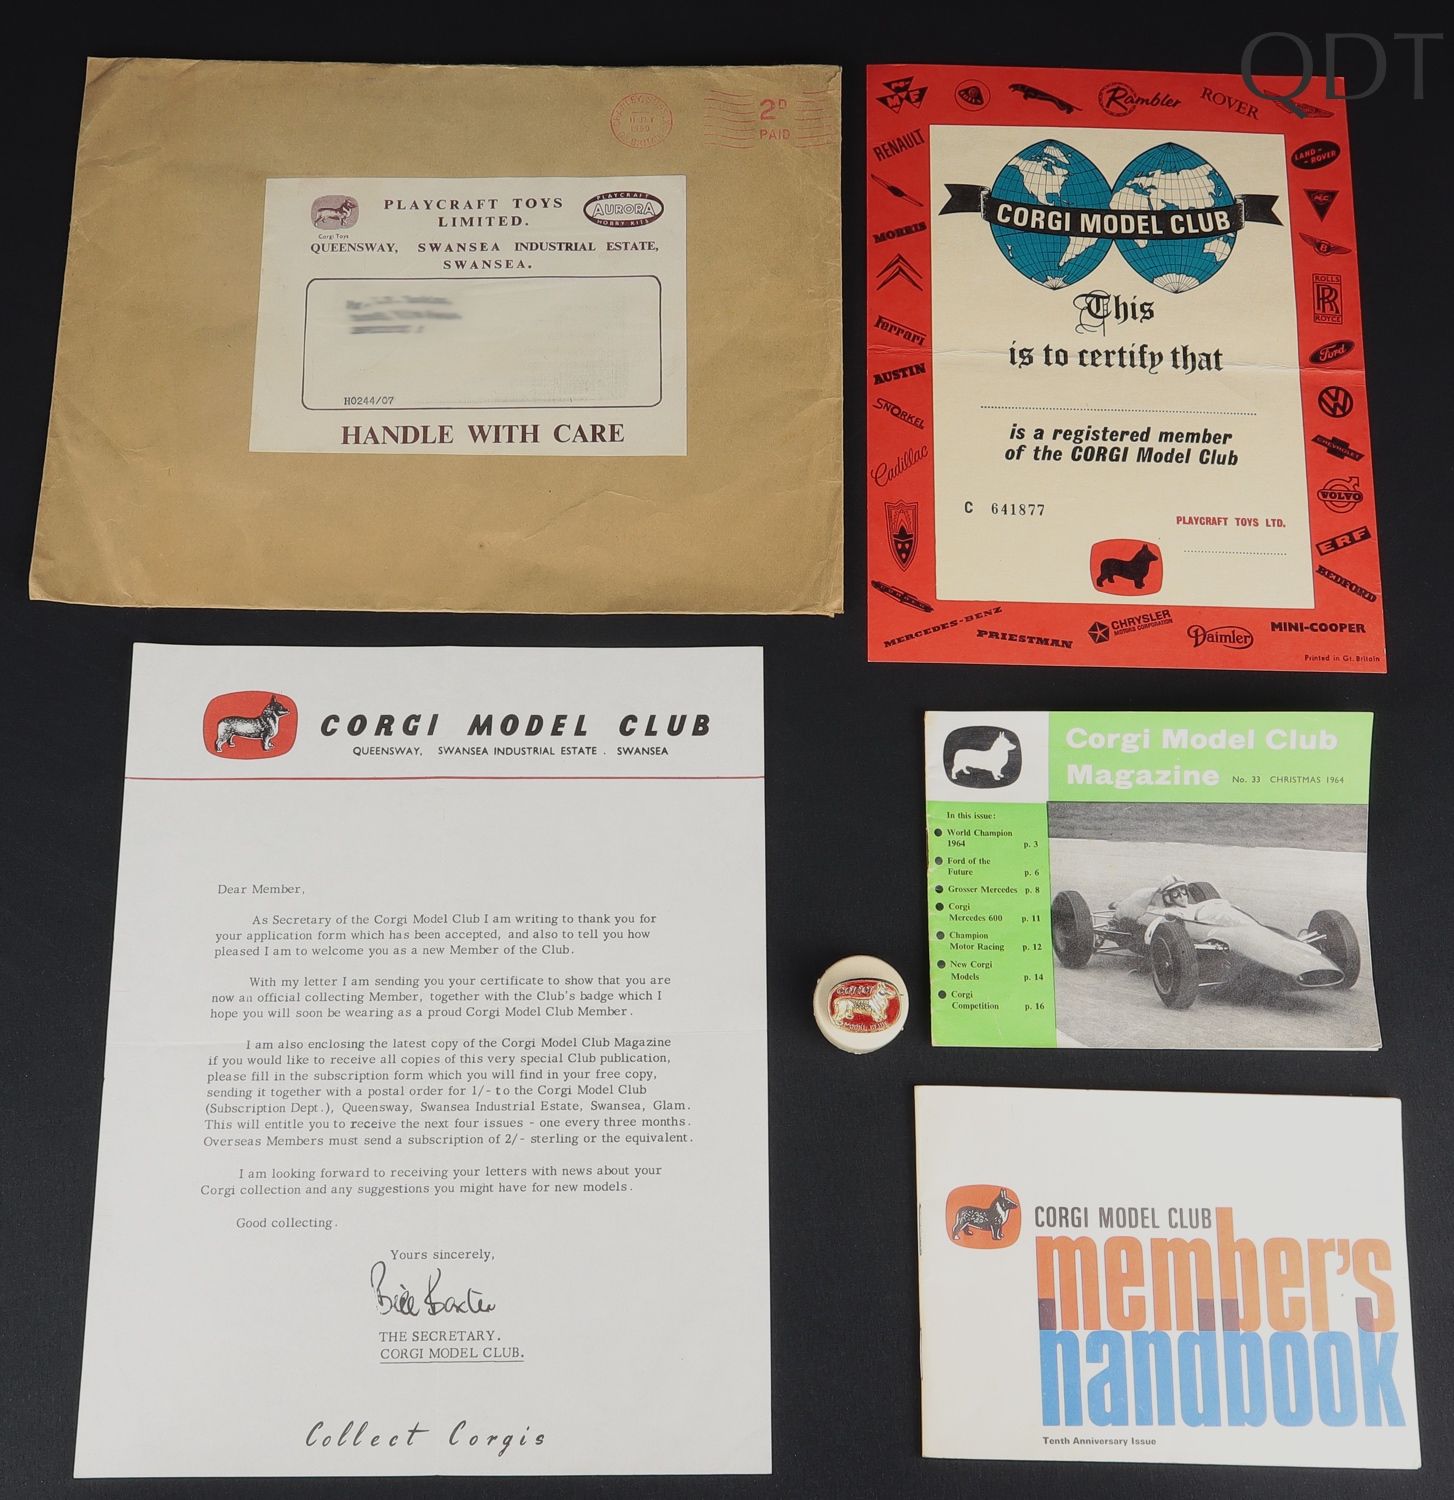 QDT
2D
PAID
Corgi Toys
PLAYCRAFT TOYS
LIMITED.
PLAYCRAFT
AURORA
HOBBY KITS
QUEENSWAY, SWANSEA INDUSTRIAL ESTATE,
SWANSEA.
H0244/07
HANDLE WITH CARE
Rambler
ROVER
RENAULT
LAND-
ROVER
MORRIS
ROLLS
RR
ROYCE
Ferrari
Ford
AUSTIN
VW
SNORKEL
CHEVROLET
Cadillac
VOLVO
ERF
BEDFORD
MERCEDES-BENZ
PRIESTMAN
CHRYSLER
MOTORS CORPORATION
Daimler
MINI-COOPER
Printed in Gt. Britain
CORGI MODEL CLUB
This
is to certify that
is a registered member
of the CORGI Model Club
C 641877
PLAYCRAFT TOYS LTD.
CORGI MODEL CLUB
QUEENSWAY, SWANSEA INDUSTRIAL ESTATE . SWANSEA
Dear Member,
As Secretary of the Corgi Model Club I am writing to thank you for
your application form which has been accepted, and also to tell you how
pleased I am to welcome you as a new Member of the Club.
With my letter I am sending you your certificate to show that you are
now an official collecting Member, together with the Club's badge which I
hope you will soon be wearing as a proud Corgi Model Club Member.
I am also enclosing the latest copy of the Corgi Model Club Magazine
if you would like to receive all copies of this very special Club publication,
please fill in the subscription form which you will find in your free copy,
sending it together with a postal order for 1/- to the Corgi Model Club
(Subscription Dept.), Queensway, Swansea Industrial Estate, Swansea, Glam.
This will entitle you to receive the next four issues - one every three months.
Overseas Members must send a subscription of 2/- sterling or the equivalent.
I am looking forward to receiving your letters with news about your
Corgi collection and any suggestions you might have for new models.
Good collecting.
Yours sincerely,
Bill Baxter
THE SECRETARY.
CORGI MODEL CLUB.
Collect Corgis
Corgi Model Club
Magazine No. 33 CHRISTMAS 1964
In this issue:
World Champion
1964 p. 3
Ford of the
Future p. 6
Grosser Mercedes p. 8
Corgi
Mercedes 600 p. 11
Champion
Motor Racing p. 12
New Corgi
Models p. 14
Corgi
Competition p. 16
CORGI
MODEL CLUB
CORGI MODEL CLUB
member's
handbook
Tenth Anniversary Issue